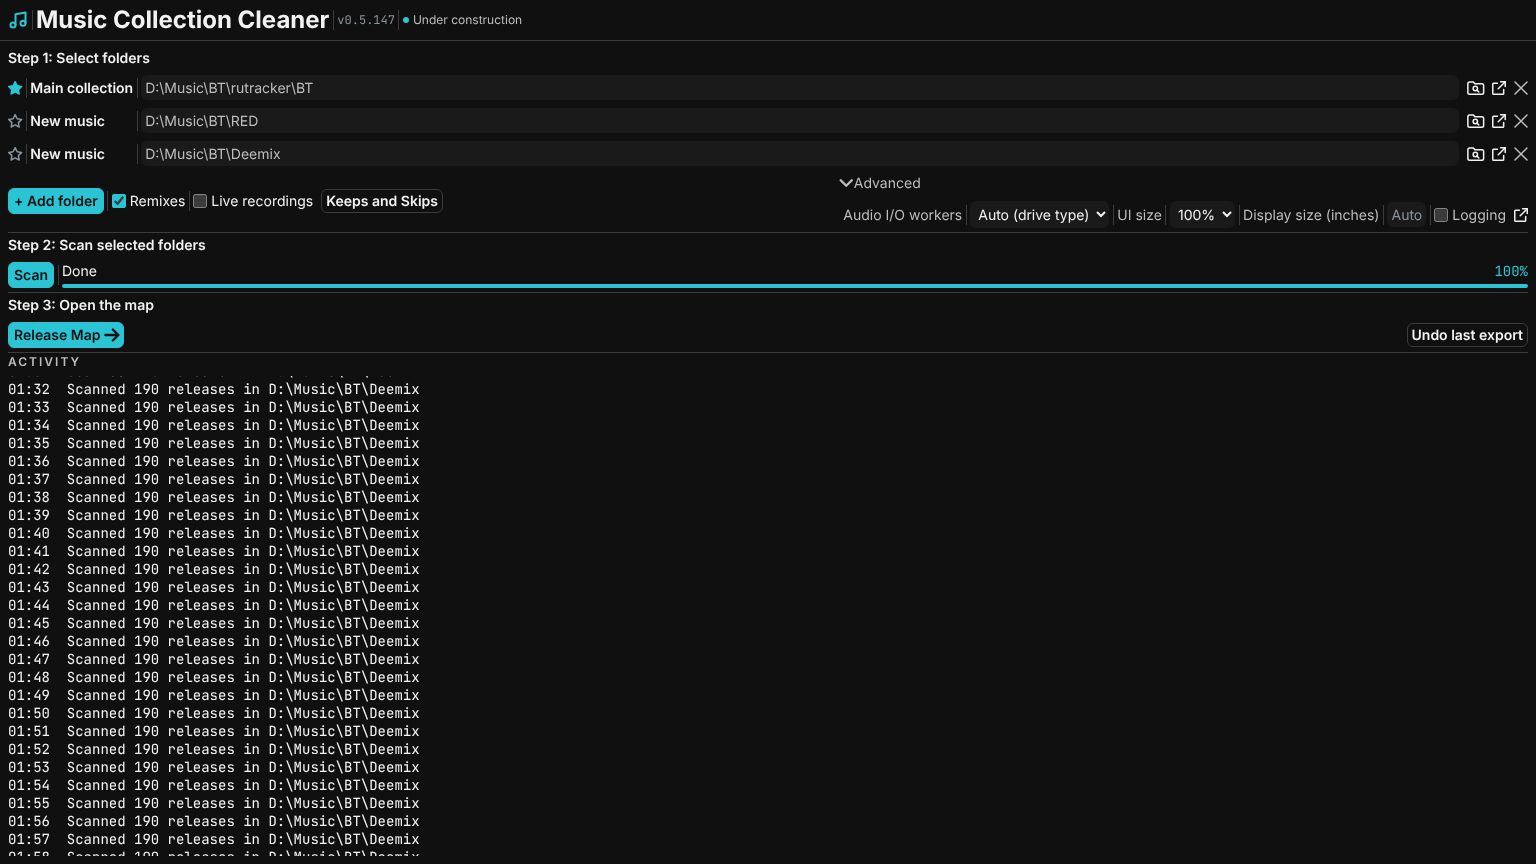 Music Collection Cleaner v0.5.147 Under construction
Step 1: Select folders
Main collection D:\Music\BT\rutracker\BT
New music D:\Music\BT\RED
New music D:\Music\BT\Deemix
Advanced
+ Add folder Remixes Live recordings Keeps and Skips
Audio I/O workers Auto (drive type) UI size 100% Display size (inches) Auto Logging
Step 2: Scan selected folders
Scan Done 100%
Step 3: Open the map
Release Map Undo last export
ACTIVITY
01:32 Scanned 190 releases in D:\Music\BT\Deemix
01:33 Scanned 190 releases in D:\Music\BT\Deemix
01:34 Scanned 190 releases in D:\Music\BT\Deemix
01:35 Scanned 190 releases in D:\Music\BT\Deemix
01:36 Scanned 190 releases in D:\Music\BT\Deemix
01:37 Scanned 190 releases in D:\Music\BT\Deemix
01:38 Scanned 190 releases in D:\Music\BT\Deemix
01:39 Scanned 190 releases in D:\Music\BT\Deemix
01:40 Scanned 190 releases in D:\Music\BT\Deemix
01:41 Scanned 190 releases in D:\Music\BT\Deemix
01:42 Scanned 190 releases in D:\Music\BT\Deemix
01:43 Scanned 190 releases in D:\Music\BT\Deemix
01:44 Scanned 190 releases in D:\Music\BT\Deemix
01:45 Scanned 190 releases in D:\Music\BT\Deemix
01:46 Scanned 190 releases in D:\Music\BT\Deemix
01:47 Scanned 190 releases in D:\Music\BT\Deemix
01:48 Scanned 190 releases in D:\Music\BT\Deemix
01:49 Scanned 190 releases in D:\Music\BT\Deemix
01:50 Scanned 190 releases in D:\Music\BT\Deemix
01:51 Scanned 190 releases in D:\Music\BT\Deemix
01:52 Scanned 190 releases in D:\Music\BT\Deemix
01:53 Scanned 190 releases in D:\Music\BT\Deemix
01:54 Scanned 190 releases in D:\Music\BT\Deemix
01:55 Scanned 190 releases in D:\Music\BT\Deemix
01:56 Scanned 190 releases in D:\Music\BT\Deemix
01:57 Scanned 190 releases in D:\Music\BT\Deemix